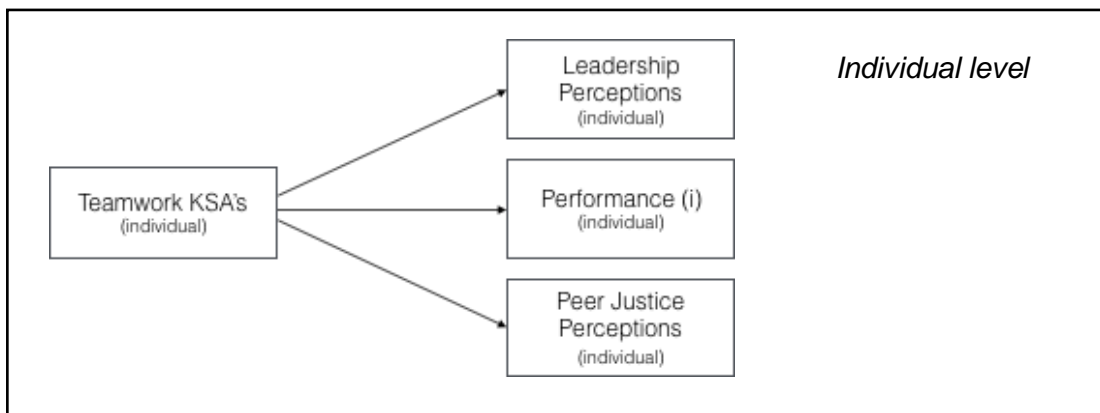 Individual level
Leadership
Perceptions
(individual)
Teamwork KSA's
(individual)
Performance (i)
(individual)
Peer Justice
Perceptions
(individual)